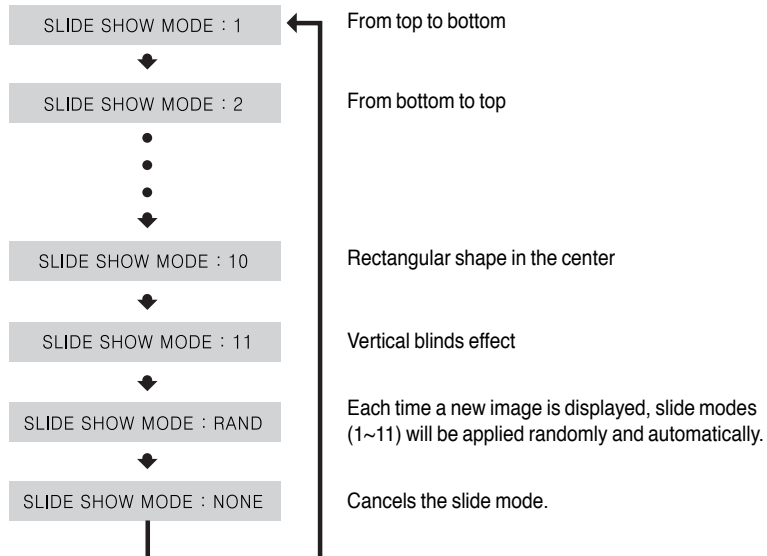 SLIDE SHOW MODE : 1
From top to bottom
SLIDE SHOW MODE : 2
From bottom to top
SLIDE SHOW MODE : 10
Rectangular shape in the center
SLIDE SHOW MODE : 11
Vertical blinds effect
SLIDE SHOW MODE : RAND
Each time a new image is displayed, slide modes
(1~11) will be applied randomly and automatically.
SLIDE SHOW MODE : NONE
Cancels the slide mode.